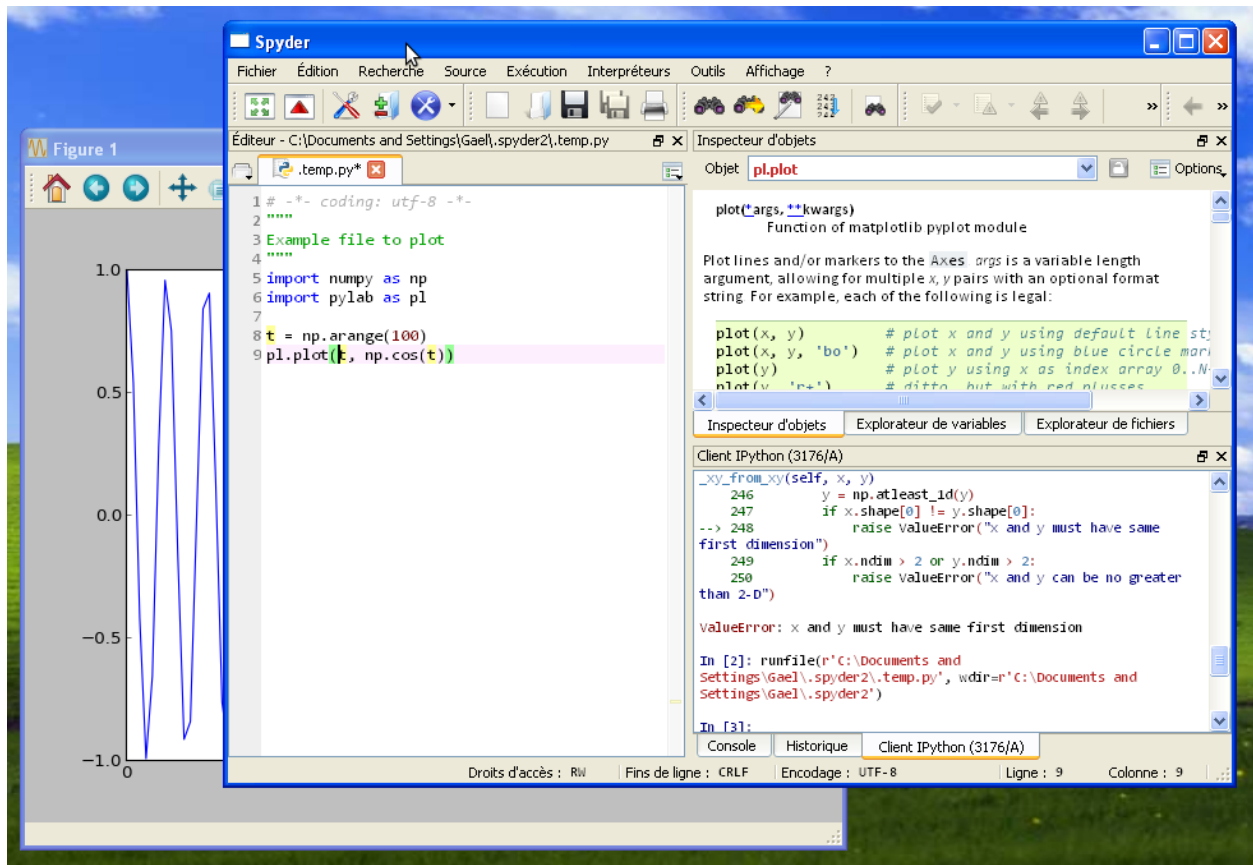 Spyder
Fichier Édition Recherche Source Exécution Interpréteurs Outils Affichage ?
Figure 1
1.0
0.5
0.0
−0.5
−1.0
0
Éditeur - C:\Documents and Settings\Gael\.spyder2\.temp.py
.temp.py*
1 # -*- coding: utf-8 -*-
2 """
3 Example file to plot
4 """
5 import numpy as np
6 import pylab as pl
7
8 t = np.arange(100)
9 pl.plot(t, np.cos(t))
Inspecteur d'objets
Objet pl.plot Options
plot(*args, **kwargs)
Function of matplotlib pyplot module
Plot lines and/or markers to the Axes args is a variable length
argument, allowing for multiple x, y pairs with an optional format
string For example, each of the following is legal:
plot(x, y) # plot x and y using default line sty
plot(x, y, 'bo') # plot x and y using blue circle mar
plot(y) # plot y using x as index array 0..N-
plot(y, 'r+') # ditto, but with red plusses
Inspecteur d'objets Explorateur de variables Explorateur de fichiers
Client IPython (3176/A)
_xy_from_xy(self, x, y)
246 y = np.atleast_1d(y)
247 if x.shape[0] != y.shape[0]:
--> 248 raise ValueError("x and y must have same
first dimension")
249 if x.ndim > 2 or y.ndim > 2:
250 raise ValueError("x and y can be no greater
than 2-D")
ValueError: x and y must have same first dimension
In [2]: runfile(r'C:\Documents and
Settings\Gael\.spyder2\.temp.py', wdir=r'C:\Documents and
Settings\Gael\.spyder2')
In [3]:
Console Historique Client IPython (3176/A)
Droits d'accès : RW Fins de ligne : CRLF Encodage : UTF-8 Ligne : 9 Colonne : 9